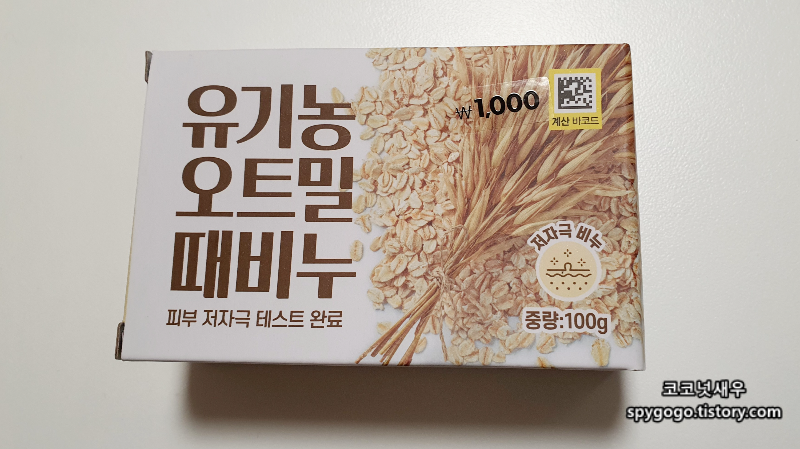 유기농
오트밀
때비누
피부 저자극 테스트 완료
₩1,000
계산 바코드
저자극 비누
중량:100g
코코넛새우
spygogo.tistory.com